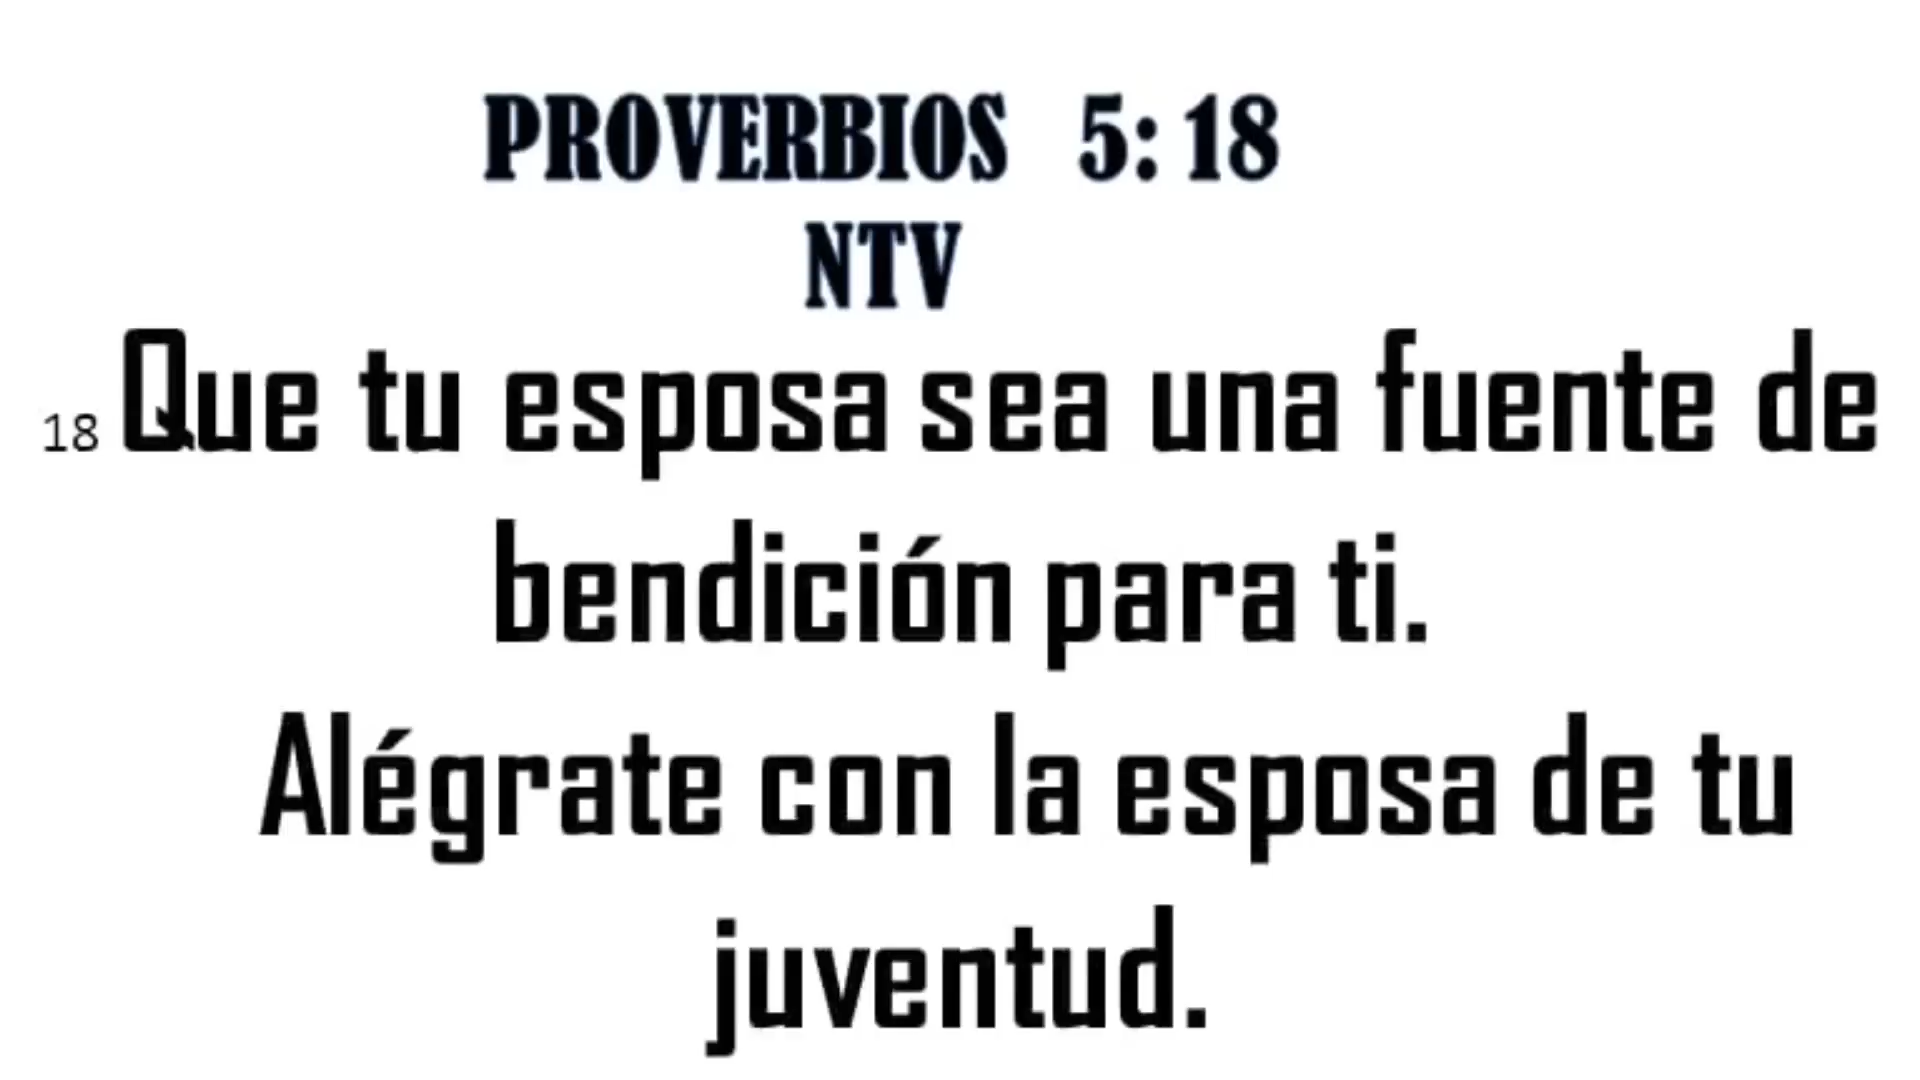 PROVERBIOS 5: 18
NTV
18 Que tu esposa sea una fuente de
bendición para ti.
Alégrate con la esposa de tu
juventud.